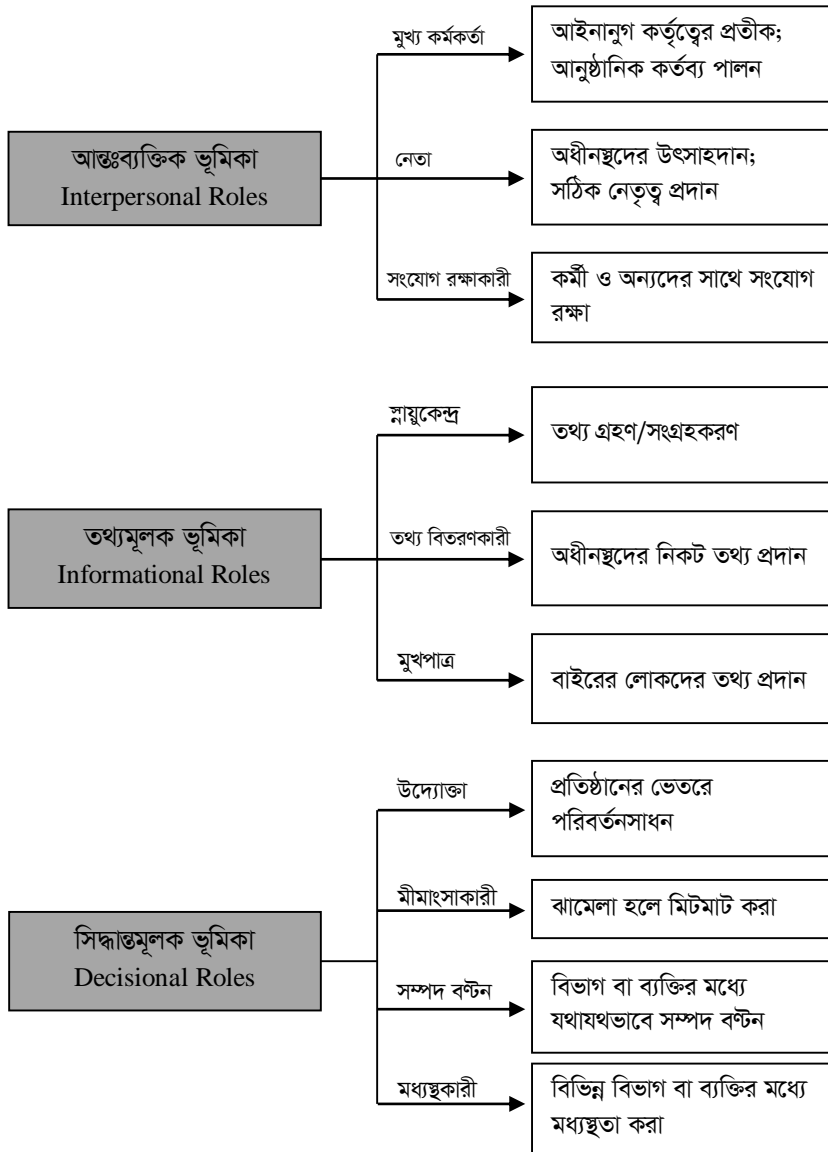 মুখ্য কর্মকর্তা
আইনানুগ কর্তৃত্বের প্রতীক;
আনুষ্ঠানিক কর্তব্য পালন
আন্তঃব্যক্তিক ভূমিকা
Interpersonal Roles
নেতা
অধীনস্থদের উৎসাহদান;
সঠিক নেতৃত্ব প্রদান
সংযোগ রক্ষাকারী
কর্মী ও অন্যদের সাথে সংযোগ
রক্ষা
স্নায়ুকেন্দ্র
তথ্য গ্রহণ/সংগ্রহকরণ
তথ্যমূলক ভূমিকা
Informational Roles
তথ্য বিতরণকারী
অধীনস্থদের নিকট তথ্য প্রদান
মুখপাত্র
বাইরের লোকদের তথ্য প্রদান
উদ্যোক্তা
প্রতিষ্ঠানের ভেতরে
পরিবর্তনসাধন
মীমাংসাকারী
ঝামেলা হলে মিটমাট করা
সিদ্ধান্তমূলক ভূমিকা
Decisional Roles
সম্পদ বণ্টন
বিভাগ বা ব্যক্তির মধ্যে
যথাযথভাবে সম্পদ বণ্টন
মধ্যস্থকারী
বিভিন্ন বিভাগ বা ব্যক্তির মধ্যে
মধ্যস্থতা করা